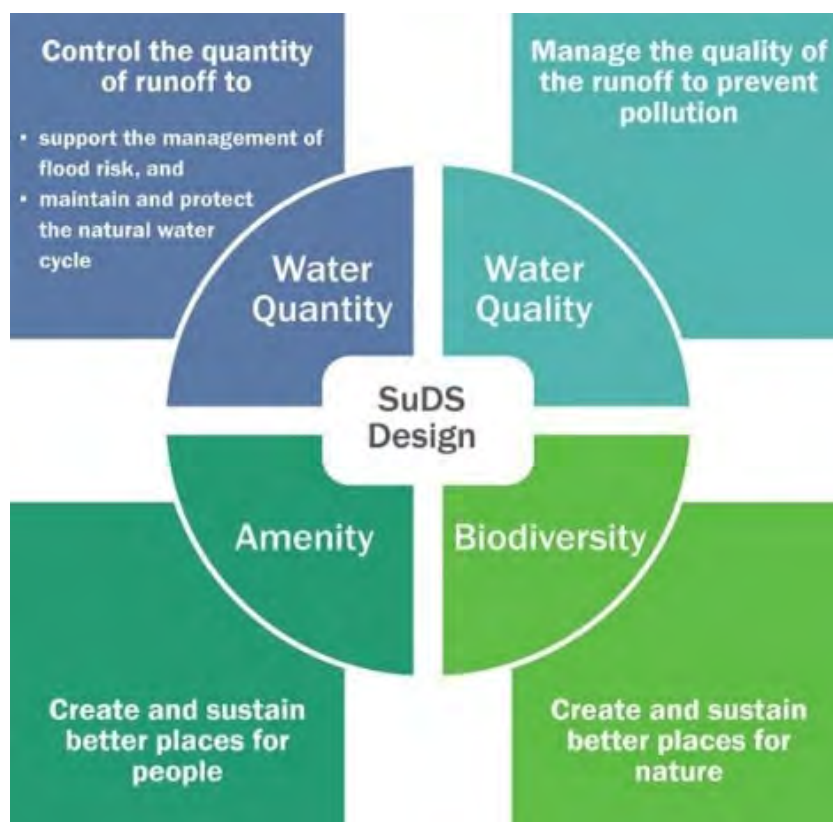 Control the quantity
of runoff to
• support the management of
flood risk, and
• maintain and protect
the natural water
cycle
Manage the quality of
the runoff to prevent
pollution
Water
Quantity
Water
Quality
SuDS
Design
Amenity
Biodiversity
Create and sustain
better places for
people
Create and sustain
better places for
nature